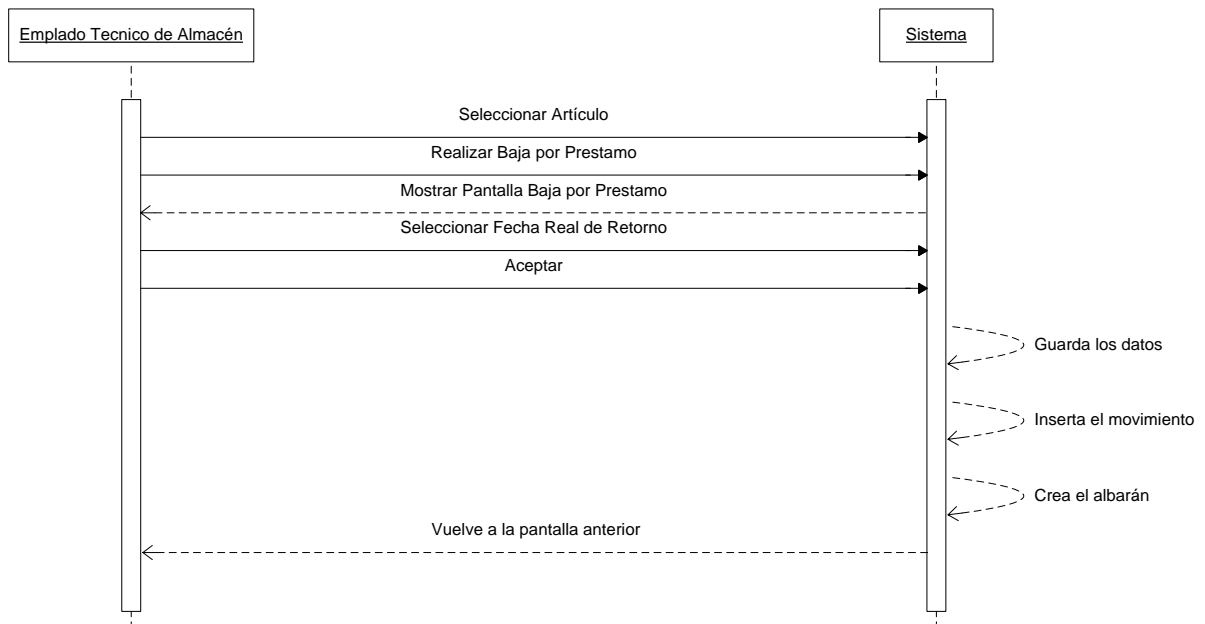 Emplado Tecnico de Almacén
Sistema
Seleccionar Artículo
Realizar Baja por Prestamo
Mostrar Pantalla Baja por Prestamo
Seleccionar Fecha Real de Retorno
Aceptar
Guarda los datos
Inserta el movimiento
Crea el albarán
Vuelve a la pantalla anterior